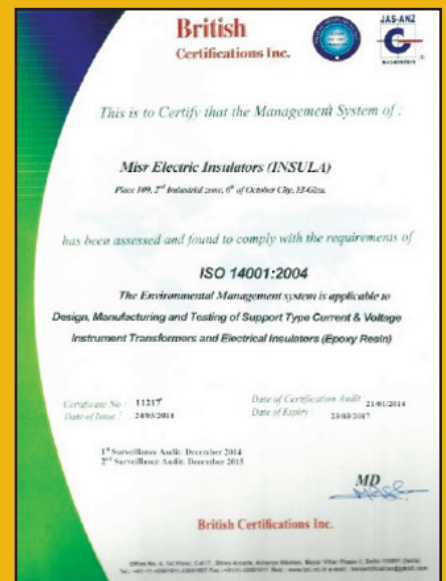 British
Certifications Inc.
JAS-ANZ
This is to Certify that the Management System of :
Misr Electric Insulators (INSULA)
Place 109, 2nd Industrial zone, 6th of October City, El-Giza.
has been assessed and found to comply with the requirements of
ISO 14001:2004
The Environmental Management system is applicable to
Design, Manufacturing and Testing of Support Type Current & Voltage
Instrument Transformers and Electrical Insulators (Epoxy Resin)
Certificate No : 11217
Date of Certification Audit : 21/01/2014
Date of Issue : 24/03/2014
Date of Expiry : 23/03/2017
1st Surveillance Audit: December 2014
2nd Surveillance Audit: December 2015
MD
British Certifications Inc.